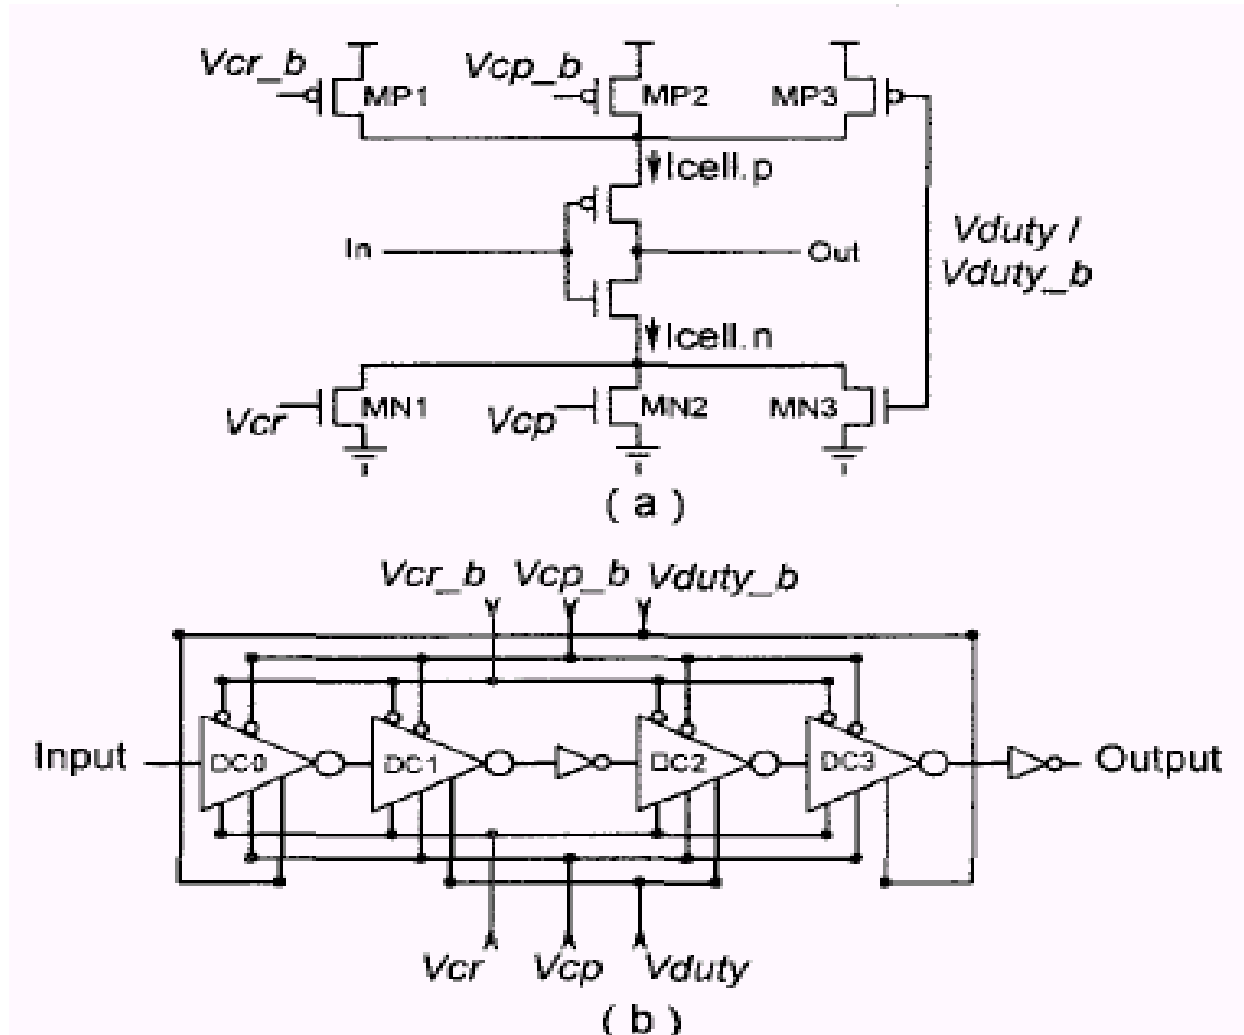 Vcr_b Vcp_b
MP1 MP2 MP3
Icell.p
In Out
Vduty /
Vduty_b
Icell.n
MN1 MN2 MN3
Vcr Vcp
( a )
Vcr_b Vcp_b Vduty_b
Input DC0 DC1 DC2 DC3 Output
Vcr Vcp Vduty
( b )